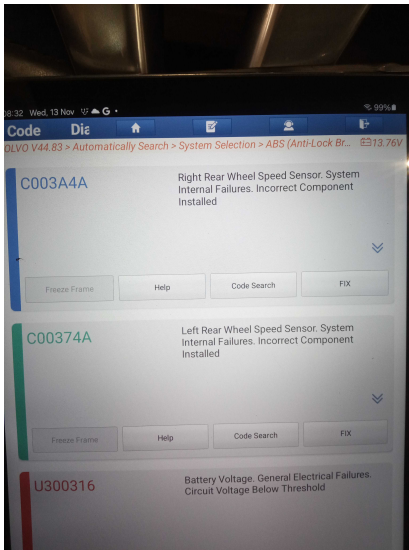 08:32 Wed, 13 Nov G • 99%
Code Dia
OLVO V44.83 > Automatically Search > System Selection > ABS (Anti-Lock Br... 13.76V
C003A4A
Right Rear Wheel Speed Sensor. System
Internal Failures. Incorrect Component
Installed
Freeze Frame Help Code Search FIX
C00374A
Left Rear Wheel Speed Sensor. System
Internal Failures. Incorrect Component
Installed
Freeze Frame Help Code Search FIX
U300316
Battery Voltage. General Electrical Failures.
Circuit Voltage Below Threshold